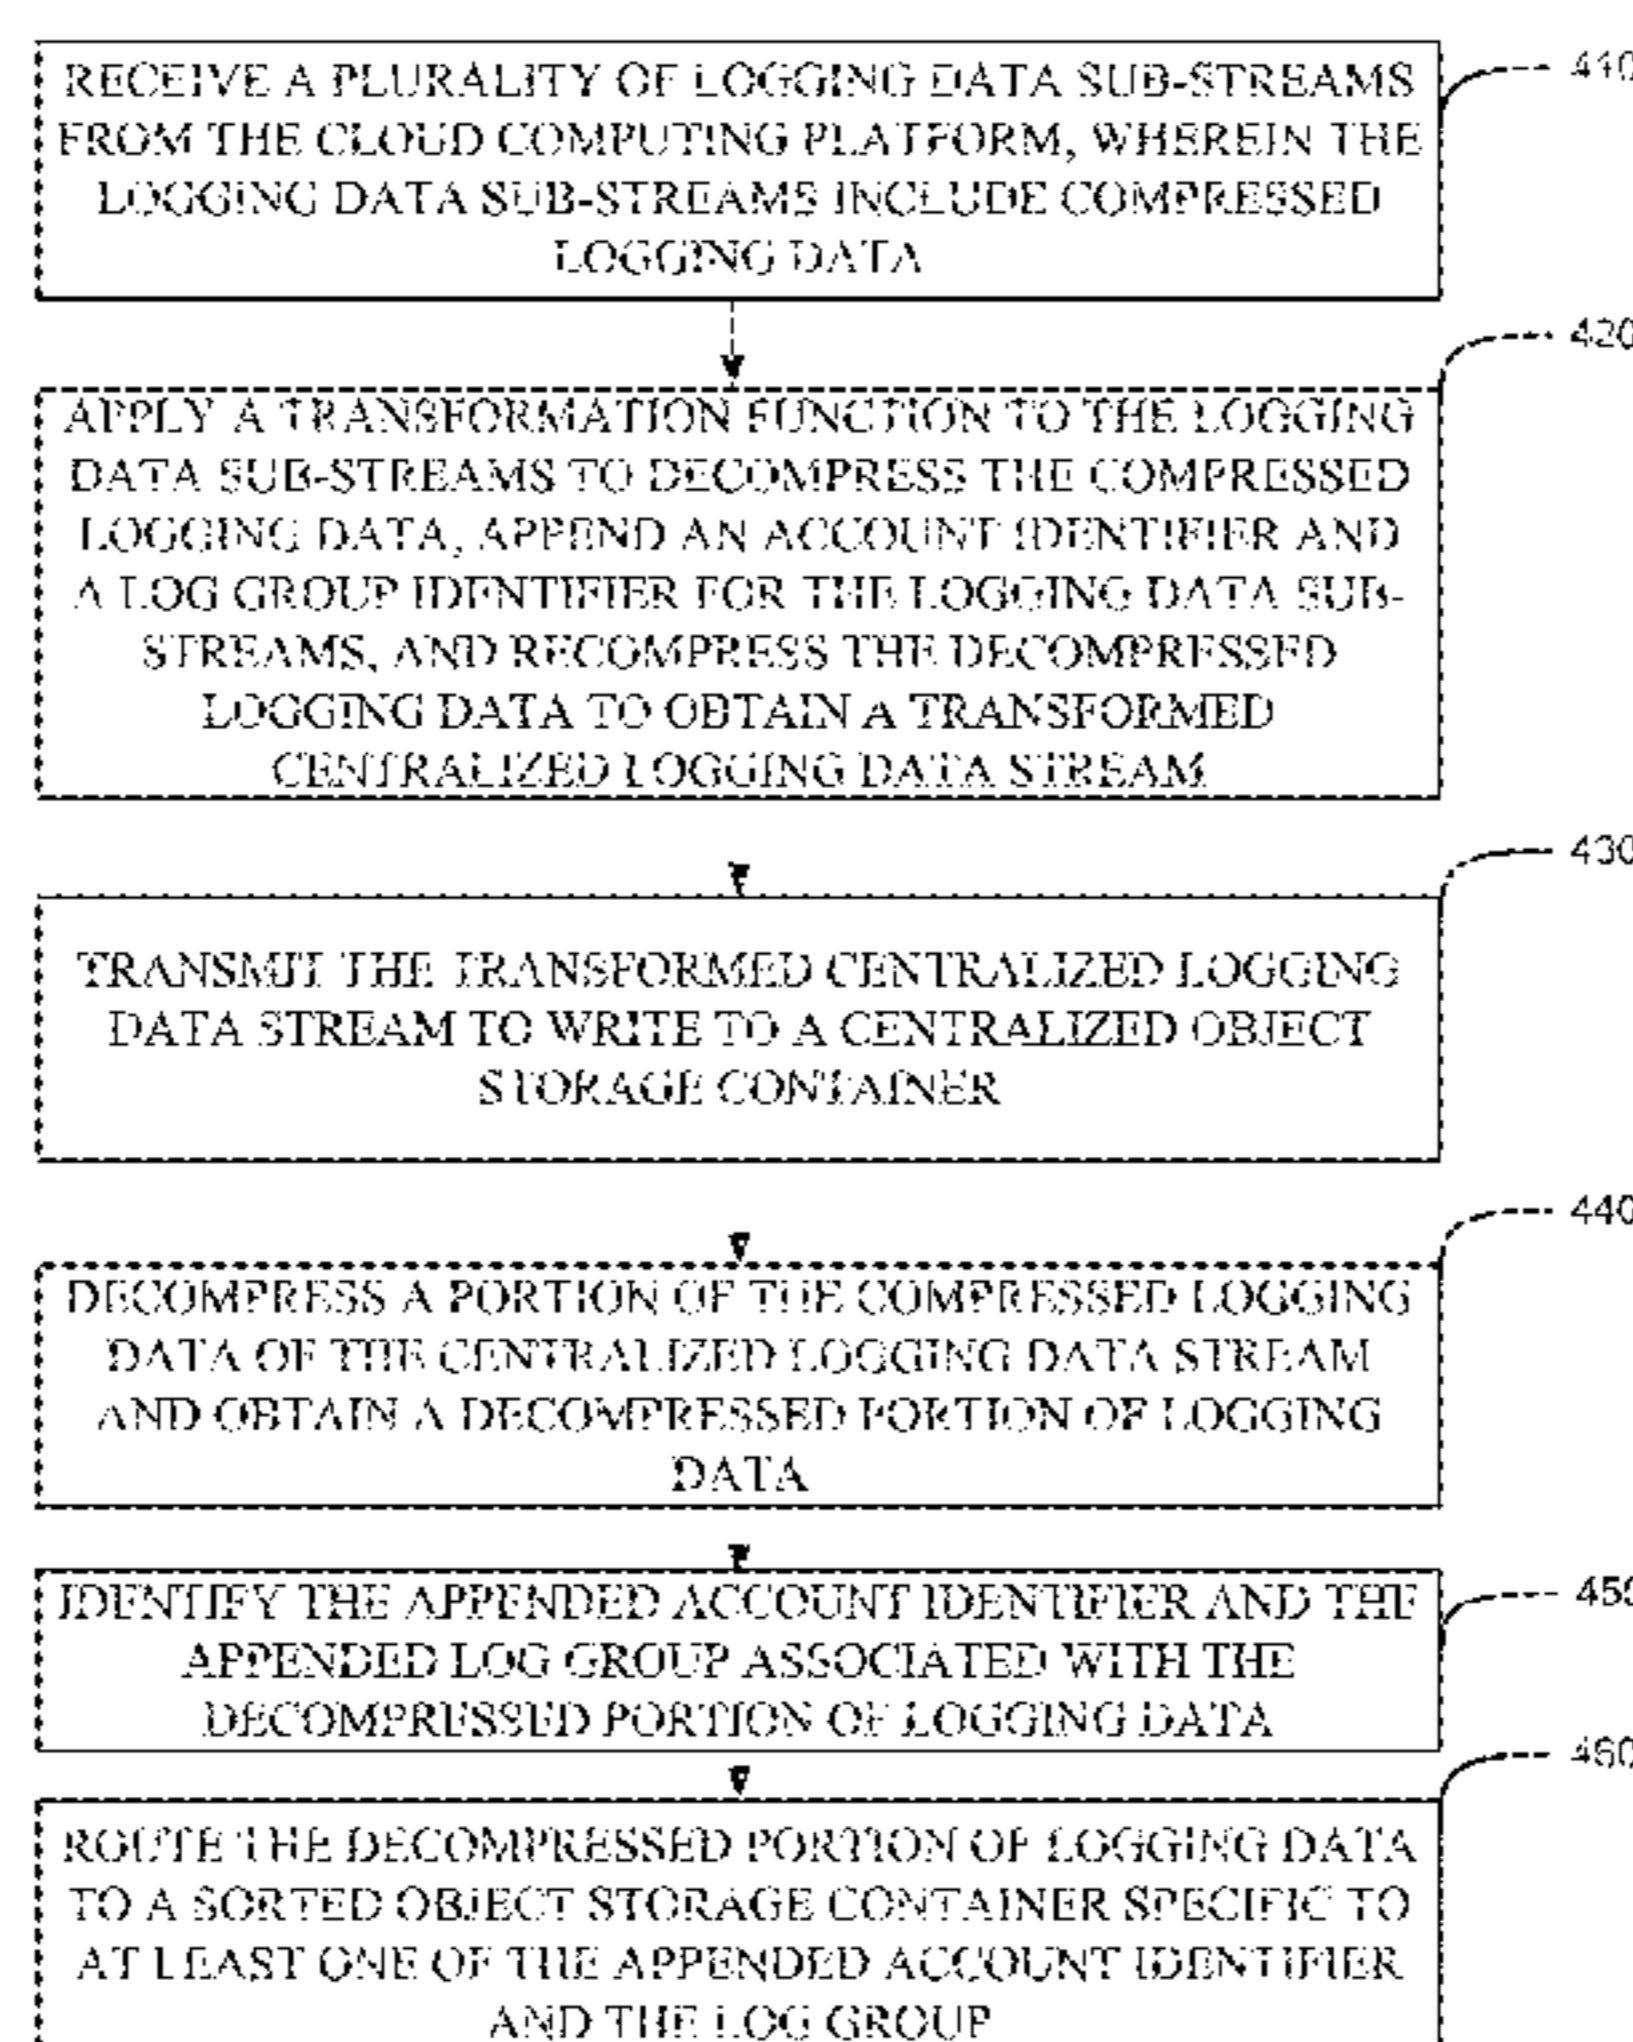 RECEIVE A PLURALITY OF LOGGING DATA SUB-STREAMS
FROM THE CLOUD COMPUTING PLATFORM, WHEREIN THE
LOGGING DATA SUB-STREAMS INCLUDE COMPRESSED
LOGGING DATA
410
420
APPLY A TRANSFORMATION FUNCTION TO THE LOGGING
DATA SUB-STREAMS TO DECOMPRESS THE COMPRESSED
LOGGING DATA, APPEND AN ACCOUNT IDENTIFIER AND
A LOG GROUP IDENTIFIER FOR THE LOGGING DATA SUB-
STREAMS, AND RECOMPRESS THE DECOMPRESSED
LOGGING DATA TO OBTAIN A TRANSFORMED
CENTRALIZED LOGGING DATA STREAM
430
TRANSMIT THE TRANSFORMED CENTRALIZED LOGGING
DATA STREAM TO WRITE TO A CENTRALIZED OBJECT
STORAGE CONTAINER
440
DECOMPRESS A PORTION OF THE COMPRESSED LOGGING
DATA OF THE CENTRALIZED LOGGING DATA STREAM
AND OBTAIN A DECOMPRESSED PORTION OF LOGGING
DATA
450
IDENTIFY THE APPENDED ACCOUNT IDENTIFIER AND THE
APPENDED LOG GROUP ASSOCIATED WITH THE
DECOMPRESSED PORTION OF LOGGING DATA
460
ROUTE THE DECOMPRESSED PORTION OF LOGGING DATA
TO A SORTED OBJECT STORAGE CONTAINER SPECIFIC TO
AT LEAST ONE OF THE APPENDED ACCOUNT IDENTIFIER
AND THE LOG GROUP